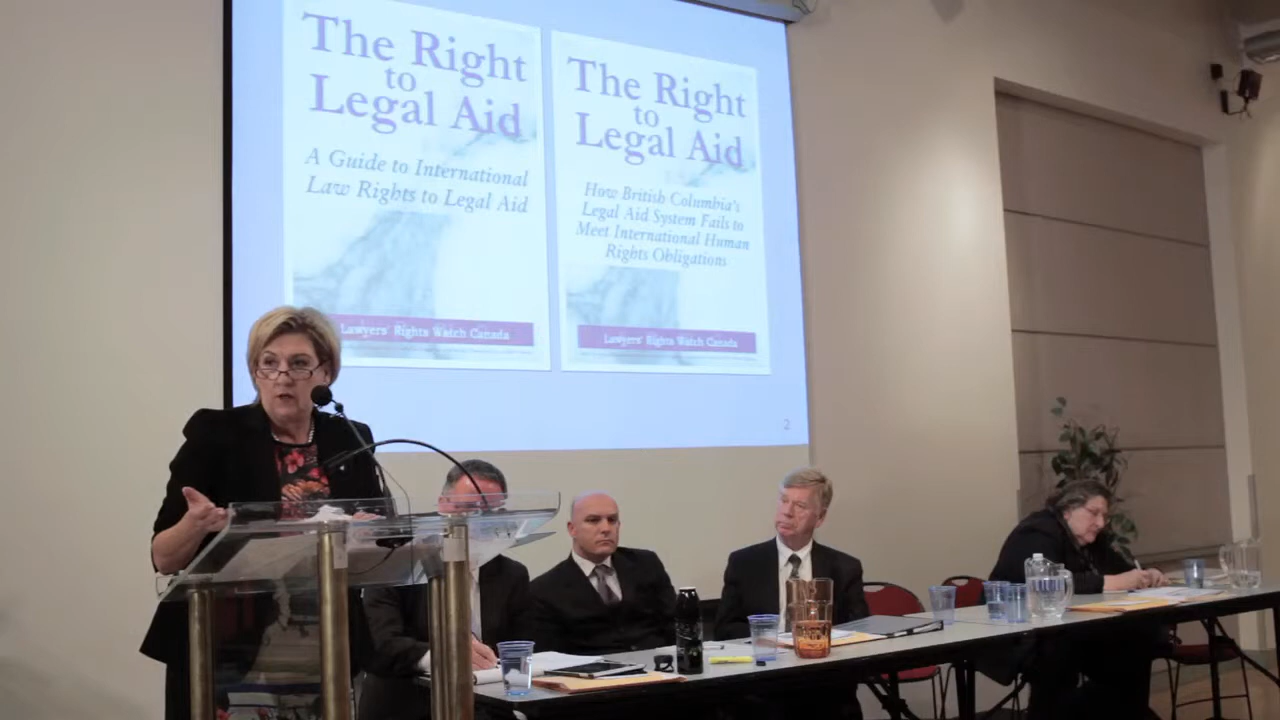 The Right
to
Legal Aid
A Guide to International
Law Rights to Legal Aid
Lawyers' Rights Watch Canada
The Right
to
Legal Aid
How British Columbia's
Legal Aid System Fails to
Meet International Human
Rights Obligations
Lawyers' Rights Watch Canada
2